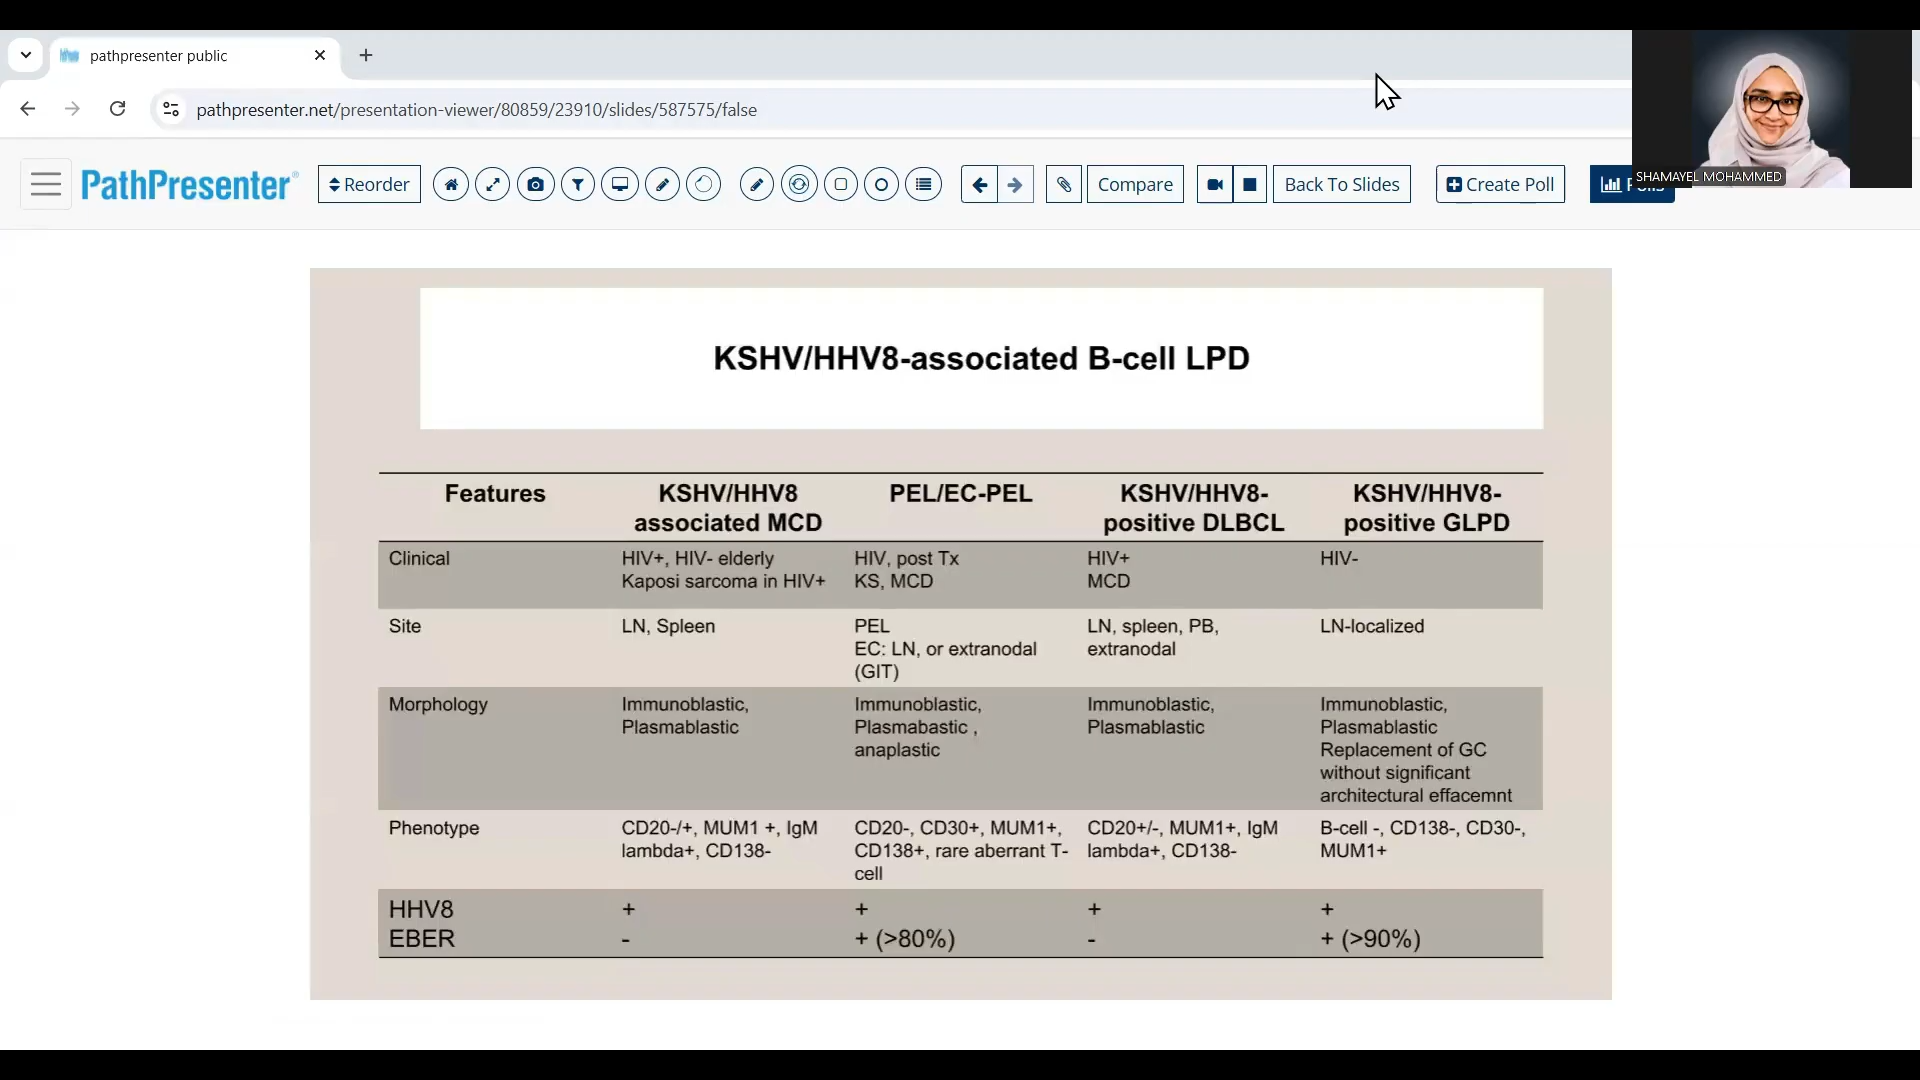 pathpresenter public
pathpresenter.net/presentation-viewer/80859/23910/slides/587575/false
PathPresenter
Reorder
Compare
Back To Slides
Create Poll
SHAMAYEL MOHAMMED
KSHV/HHV8-associated B-cell LPD
Features
KSHV/HHV8
associated MCD
PEL/EC-PEL
KSHV/HHV8-
positive DLBCL
KSHV/HHV8-
positive GLPD
Clinical
HIV+, HIV- elderly
Kaposi sarcoma in HIV+
HIV, post Tx
KS, MCD
HIV+
MCD
HIV-
Site
LN, Spleen
PEL
EC: LN, or extranodal
(GIT)
LN, spleen, PB,
extranodal
LN-localized
Morphology
Immunoblastic,
Plasmablastic
Immunoblastic,
Plasmabastic ,
anaplastic
Immunoblastic,
Plasmablastic
Immunoblastic,
Plasmablastic
Replacement of GC
without significant
architectural effacemnt
Phenotype
CD20-/+, MUM1 +, IgM
lambda+, CD138-
CD20-, CD30+, MUM1+,
CD138+, rare aberrant T-
cell
CD20+/-, MUM1+, IgM
lambda+, CD138-
B-cell -, CD138-, CD30-,
MUM1+
HHV8
+
+
+
+
EBER
-
+ (>80%)
-
+ (>90%)